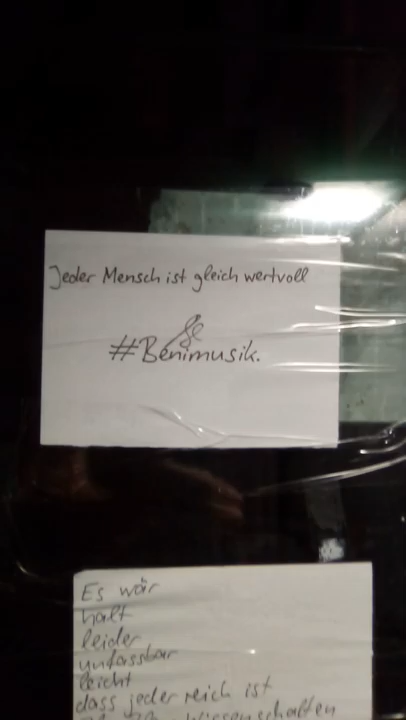 Jeder Mensch ist gleich wertvoll
&
#Benimusik.
Es wär
halt
leider
unfassbar
leicht
dass jeder reich ist